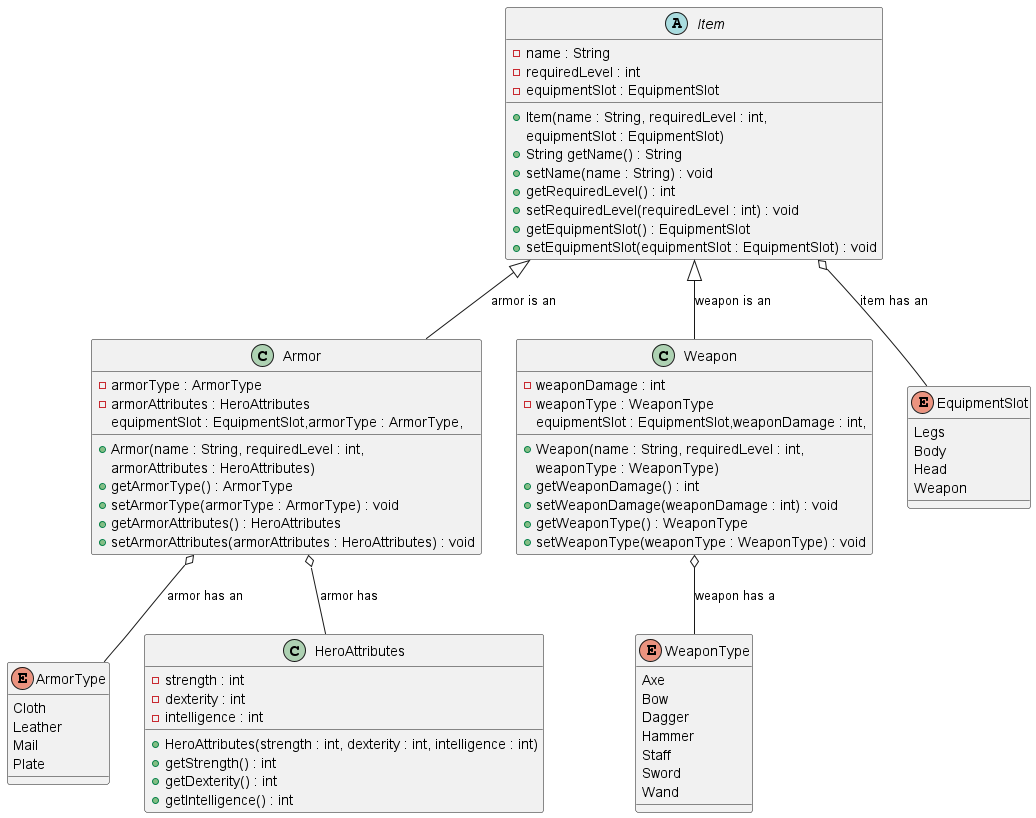 A Item
name : String
requiredLevel : int
equipmentSlot : EquipmentSlot
Item(name : String, requiredLevel : int,
equipmentSlot : EquipmentSlot)
String getName() : String
setName(name : String) : void
getRequiredLevel() : int
setRequiredLevel(requiredLevel : int) : void
getEquipmentSlot() : EquipmentSlot
setEquipmentSlot(equipmentSlot : EquipmentSlot) : void
armor is an
weapon is an
item has an
C Armor
armorType : ArmorType
armorAttributes : HeroAttributes
equipmentSlot : EquipmentSlot,armorType : ArmorType,
Armor(name : String, requiredLevel : int,
armorAttributes : HeroAttributes)
getArmorType() : ArmorType
setArmorType(armorType : ArmorType) : void
getArmorAttributes() : HeroAttributes
setArmorAttributes(armorAttributes : HeroAttributes) : void
C Weapon
weaponDamage : int
weaponType : WeaponType
equipmentSlot : EquipmentSlot,weaponDamage : int,
Weapon(name : String, requiredLevel : int,
weaponType : WeaponType)
getWeaponDamage() : int
setWeaponDamage(weaponDamage : int) : void
getWeaponType() : WeaponType
setWeaponType(weaponType : WeaponType) : void
E EquipmentSlot
Legs
Body
Head
Weapon
armor has an
armor has
weapon has a
E ArmorType
Cloth
Leather
Mail
Plate
C HeroAttributes
strength : int
dexterity : int
intelligence : int
HeroAttributes(strength : int, dexterity : int, intelligence : int)
getStrength() : int
getDexterity() : int
getIntelligence() : int
E WeaponType
Axe
Bow
Dagger
Hammer
Staff
Sword
Wand